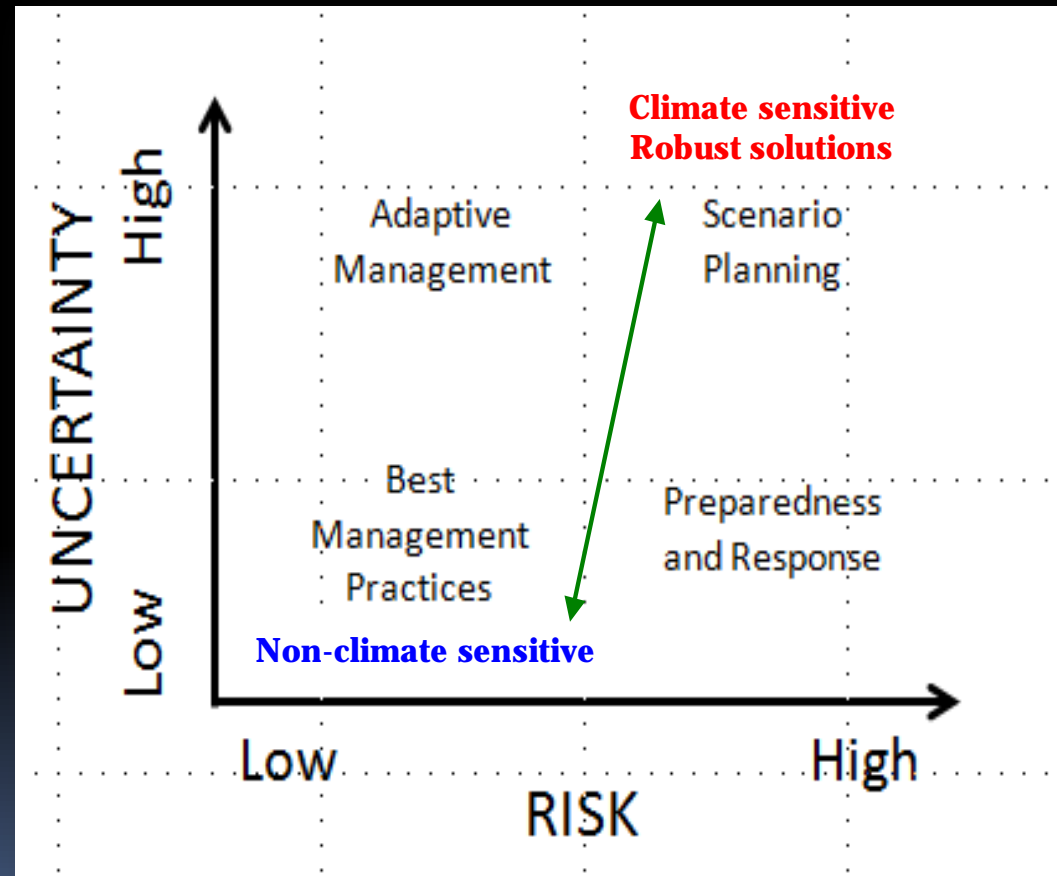 Climate sensitive
Robust solutions
UNCERTAINTY
High
Low
Adaptive
Management
Scenario
Planning
Best
Management
Practices
Preparedness
and Response
Non-climate sensitive
Low
High
RISK